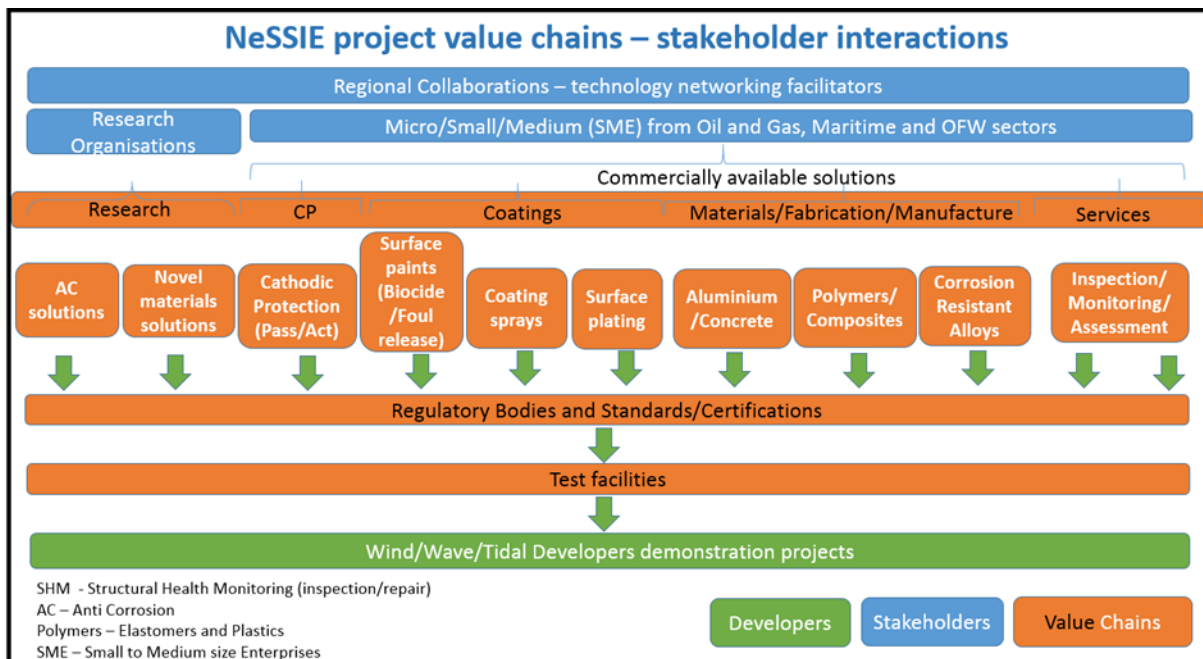 NeSSIE project value chains – stakeholder interactions
Regional Collaborations – technology networking facilitators
Research
Organisations
Micro/Small/Medium (SME) from Oil and Gas, Maritime and OFW sectors
Commercially available solutions
Research
CP
Coatings
Materials/Fabrication/Manufacture
Services
AC
solutions
Novel
materials
solutions
Cathodic
Protection
(Pass/Act)
Surface
paints
(Biocide
/Foul
release)
Coating
sprays
Surface
plating
Aluminium
/Concrete
Polymers/
Composites
Corrosion
Resistant
Alloys
Inspection/
Monitoring/
Assessment
Regulatory Bodies and Standards/Certifications
Test facilities
Wind/Wave/Tidal Developers demonstration projects
SHM - Structural Health Monitoring (inspection/repair)
AC – Anti Corrosion
Polymers – Elastomers and Plastics
SME – Small to Medium size Enterprises
Developers
Stakeholders
Value Chains